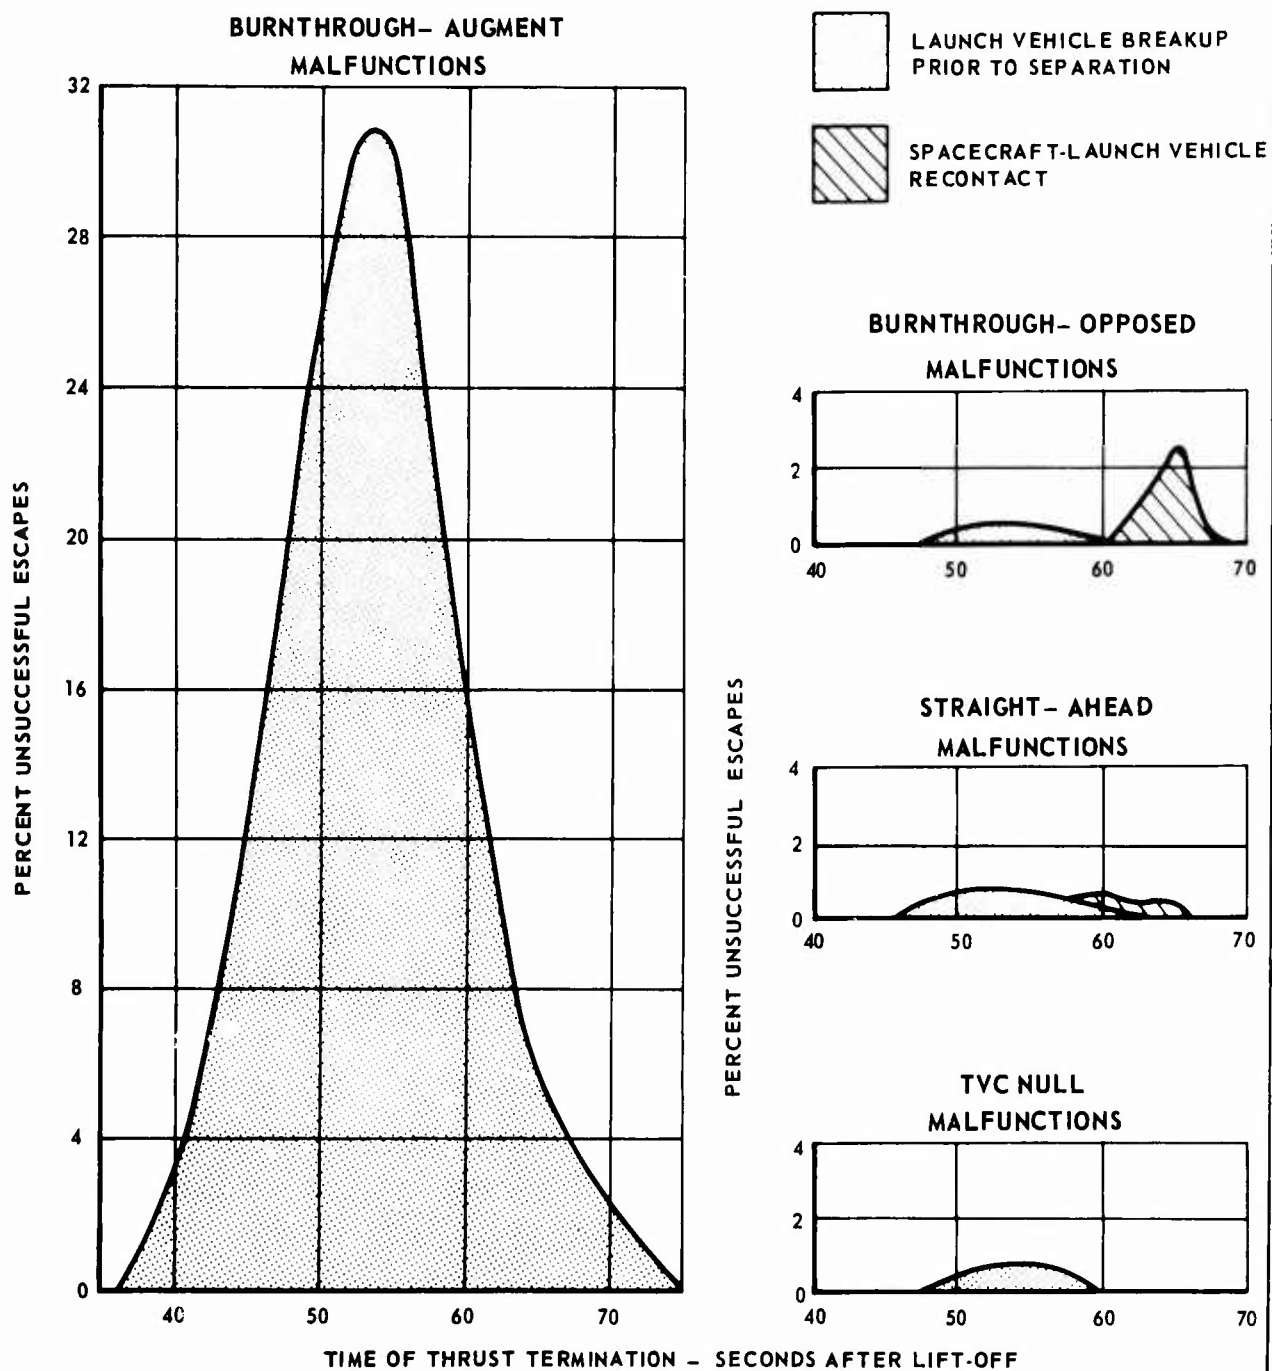 BURNTHROUGH– AUGMENT
MALFUNCTIONS
32
28
24
20
16
12
8
4
0
40 50 60 70
PERCENT UNSUCCESSFUL ESCAPES
LAUNCH VEHICLE BREAKUP
PRIOR TO SEPARATION
SPACECRAFT-LAUNCH VEHICLE
RECONTACT
BURNTHROUGH– OPPOSED
MALFUNCTIONS
4
2
0
40 50 60 70
PERCENT UNSUCCESSFUL ESCAPES
STRAIGHT– AHEAD
MALFUNCTIONS
4
2
0
40 50 60 70
TVC NULL
MALFUNCTIONS
4
2
0
40 50 60 70
TIME OF THRUST TERMINATION – SECONDS AFTER LIFT-OFF